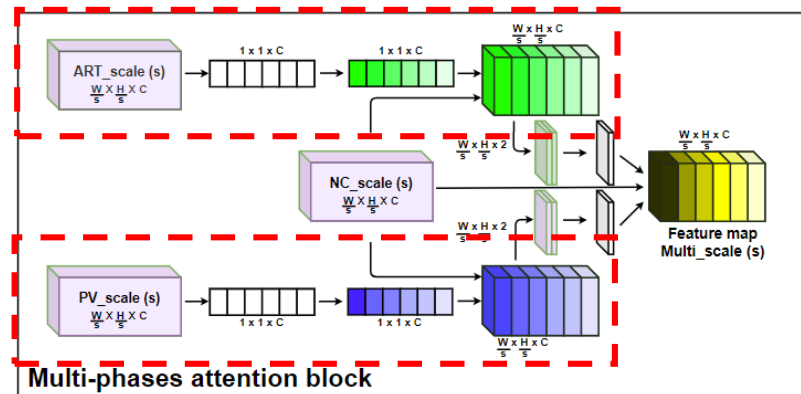 W/S x H/S x C
1 x 1 x C
1 x 1 x C
ART_scale (s)
W/S X H/S X C
W/S x H/S x 2
W/S x H/S x C
NC_scale (s)
W/S X H/S X C
W/S x H/S x 2
Feature map
Multi_scale (s)
PV_scale (s)
W/S X H/S X C
1 x 1 x C
1 x 1 x C
W/S x H/S x C
Multi-phases attention block